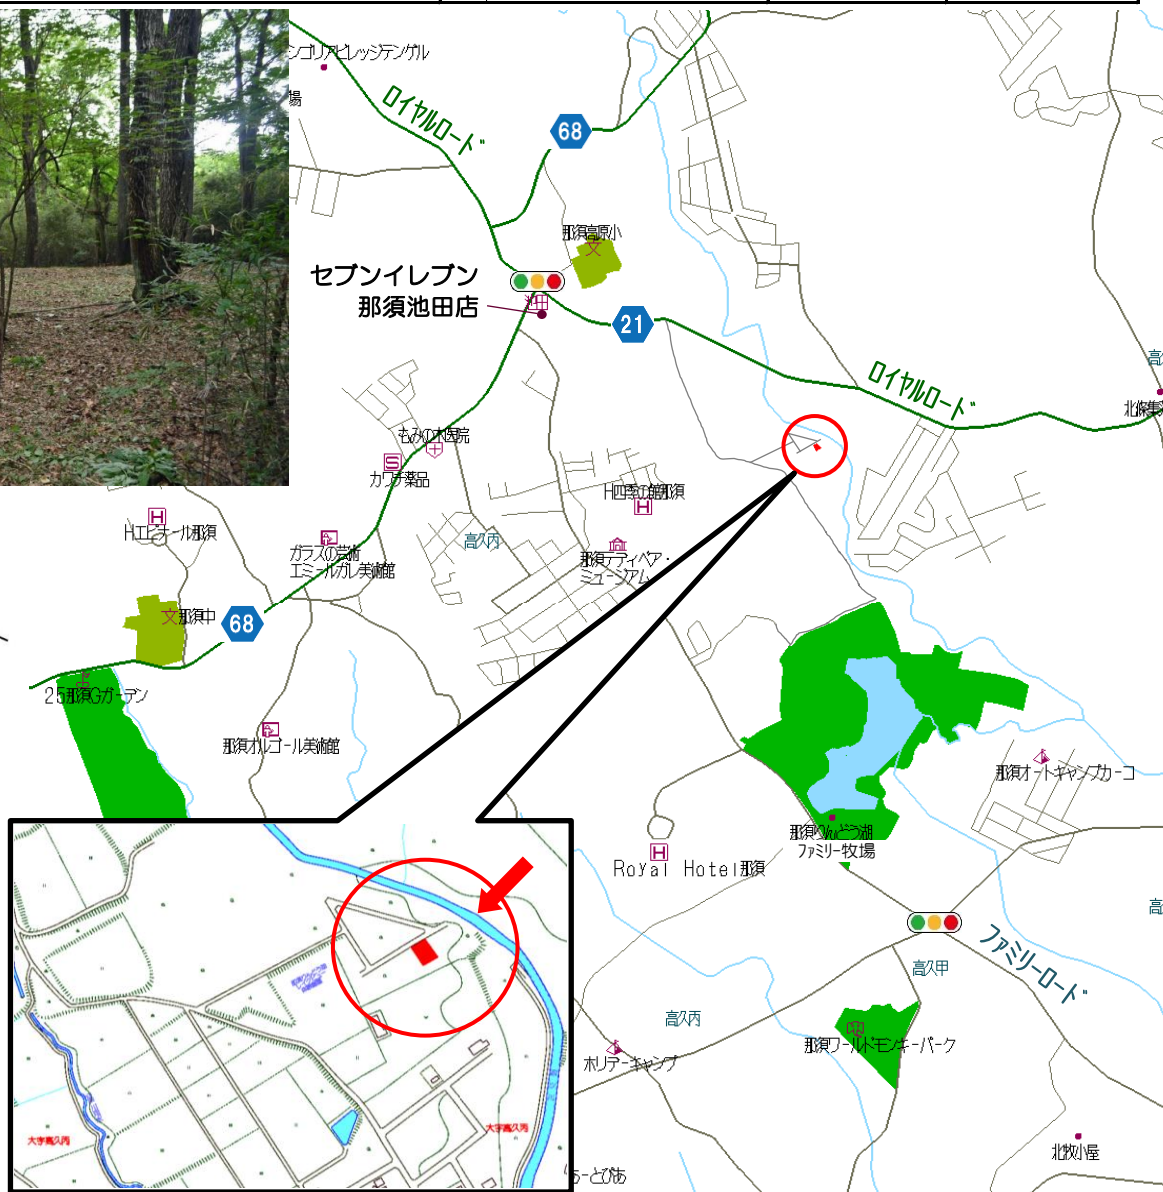 シゴリアビレッジテンゲル
場
ロイヤルロード
68
那須高原小
文
セブンイレブン
那須池田店
池田
21
ロイヤルロード
高久
もみの木医院
S
カワチ薬品
H
Hエピナール那須
H四季の館那須
H
高久丙
ガラスの芸術
エミールガレ美術館
那須テディベア・
ミュージアム
文那須中
68
25那須Gガーデン
那須オルゴール美術館
那須オートキャンプカーコ
那須りんどう湖
ファミリー牧場
H
Royal Hotel那須
ファミリーロード
高久甲
高久丙
那須ワールドモンキーパーク
ホリデーキャンプ
北牧小屋
大字高久丙
大字高久丙